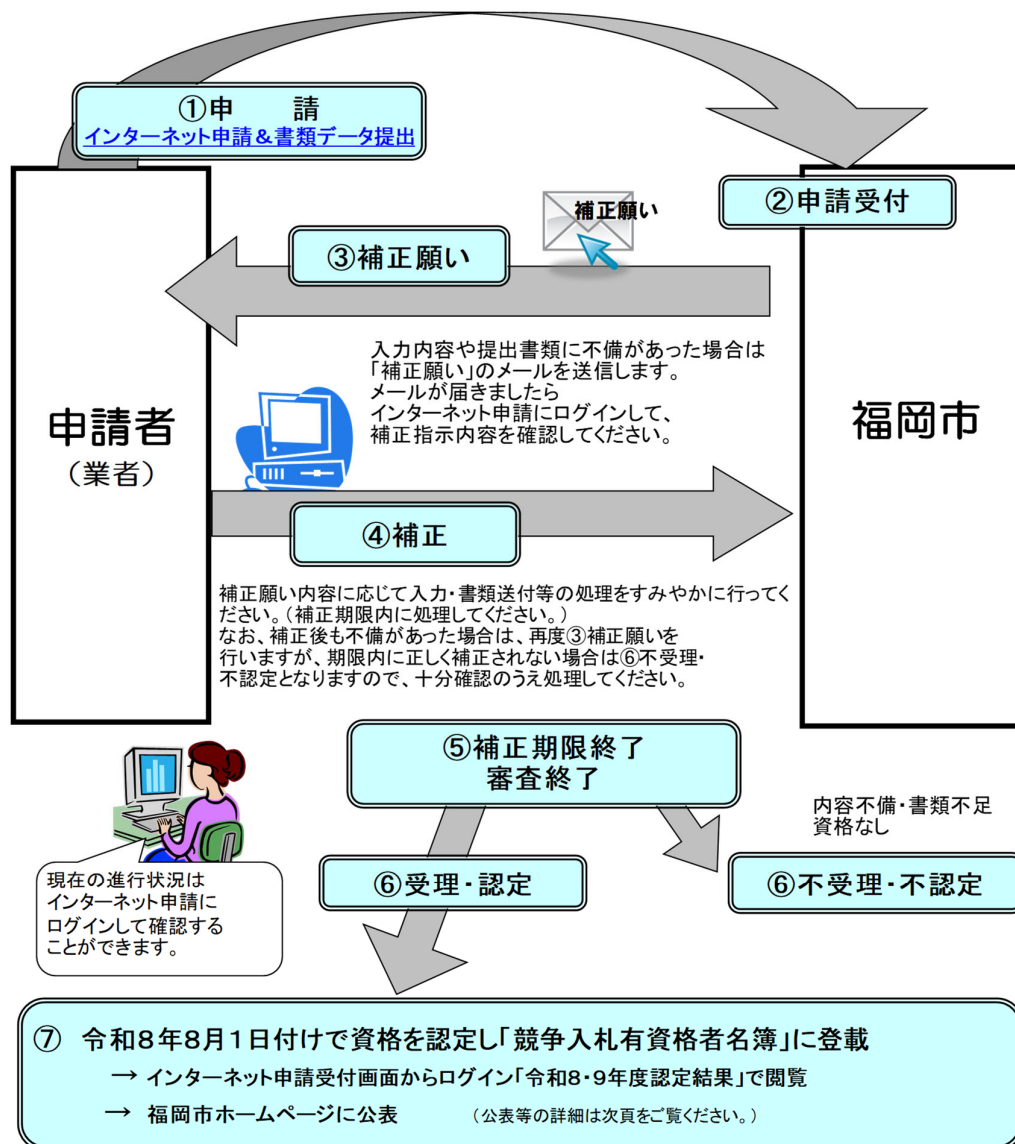 ①申　　請
インターネット申請＆書類データ提出
②申請受付
補正願い
③補正願い
入力内容や提出書類に不備があった場合は
「補正願い」のメールを送信します。
メールが届きましたら
インターネット申請にログインして、
補正指示内容を確認してください。
申請者
（業者）
福岡市
④補正
補正願い内容に応じて入力・書類送付等の処理をすみやかに行ってく
ださい。（補正期限内に処理してください。）
なお、補正後も不備があった場合は、再度③補正願いを
行いますが、期限内に正しく補正されない場合は⑥不受理・
不認定となりますので、十分確認のうえ処理してください。
⑤補正期限終了
審査終了
内容不備・書類不足
資格なし
⑥受理・認定
⑥不受理・不認定
現在の進行状況は
インターネット申請に
ログインして確認する
ことができます。
⑦　令和８年８月１日付けで資格を認定し「競争入札有資格者名簿」に登載
→ インターネット申請受付画面からログイン「令和８・９年度認定結果」で閲覧
→ 福岡市ホームページに公表　（公表等の詳細は次頁をご覧ください。）